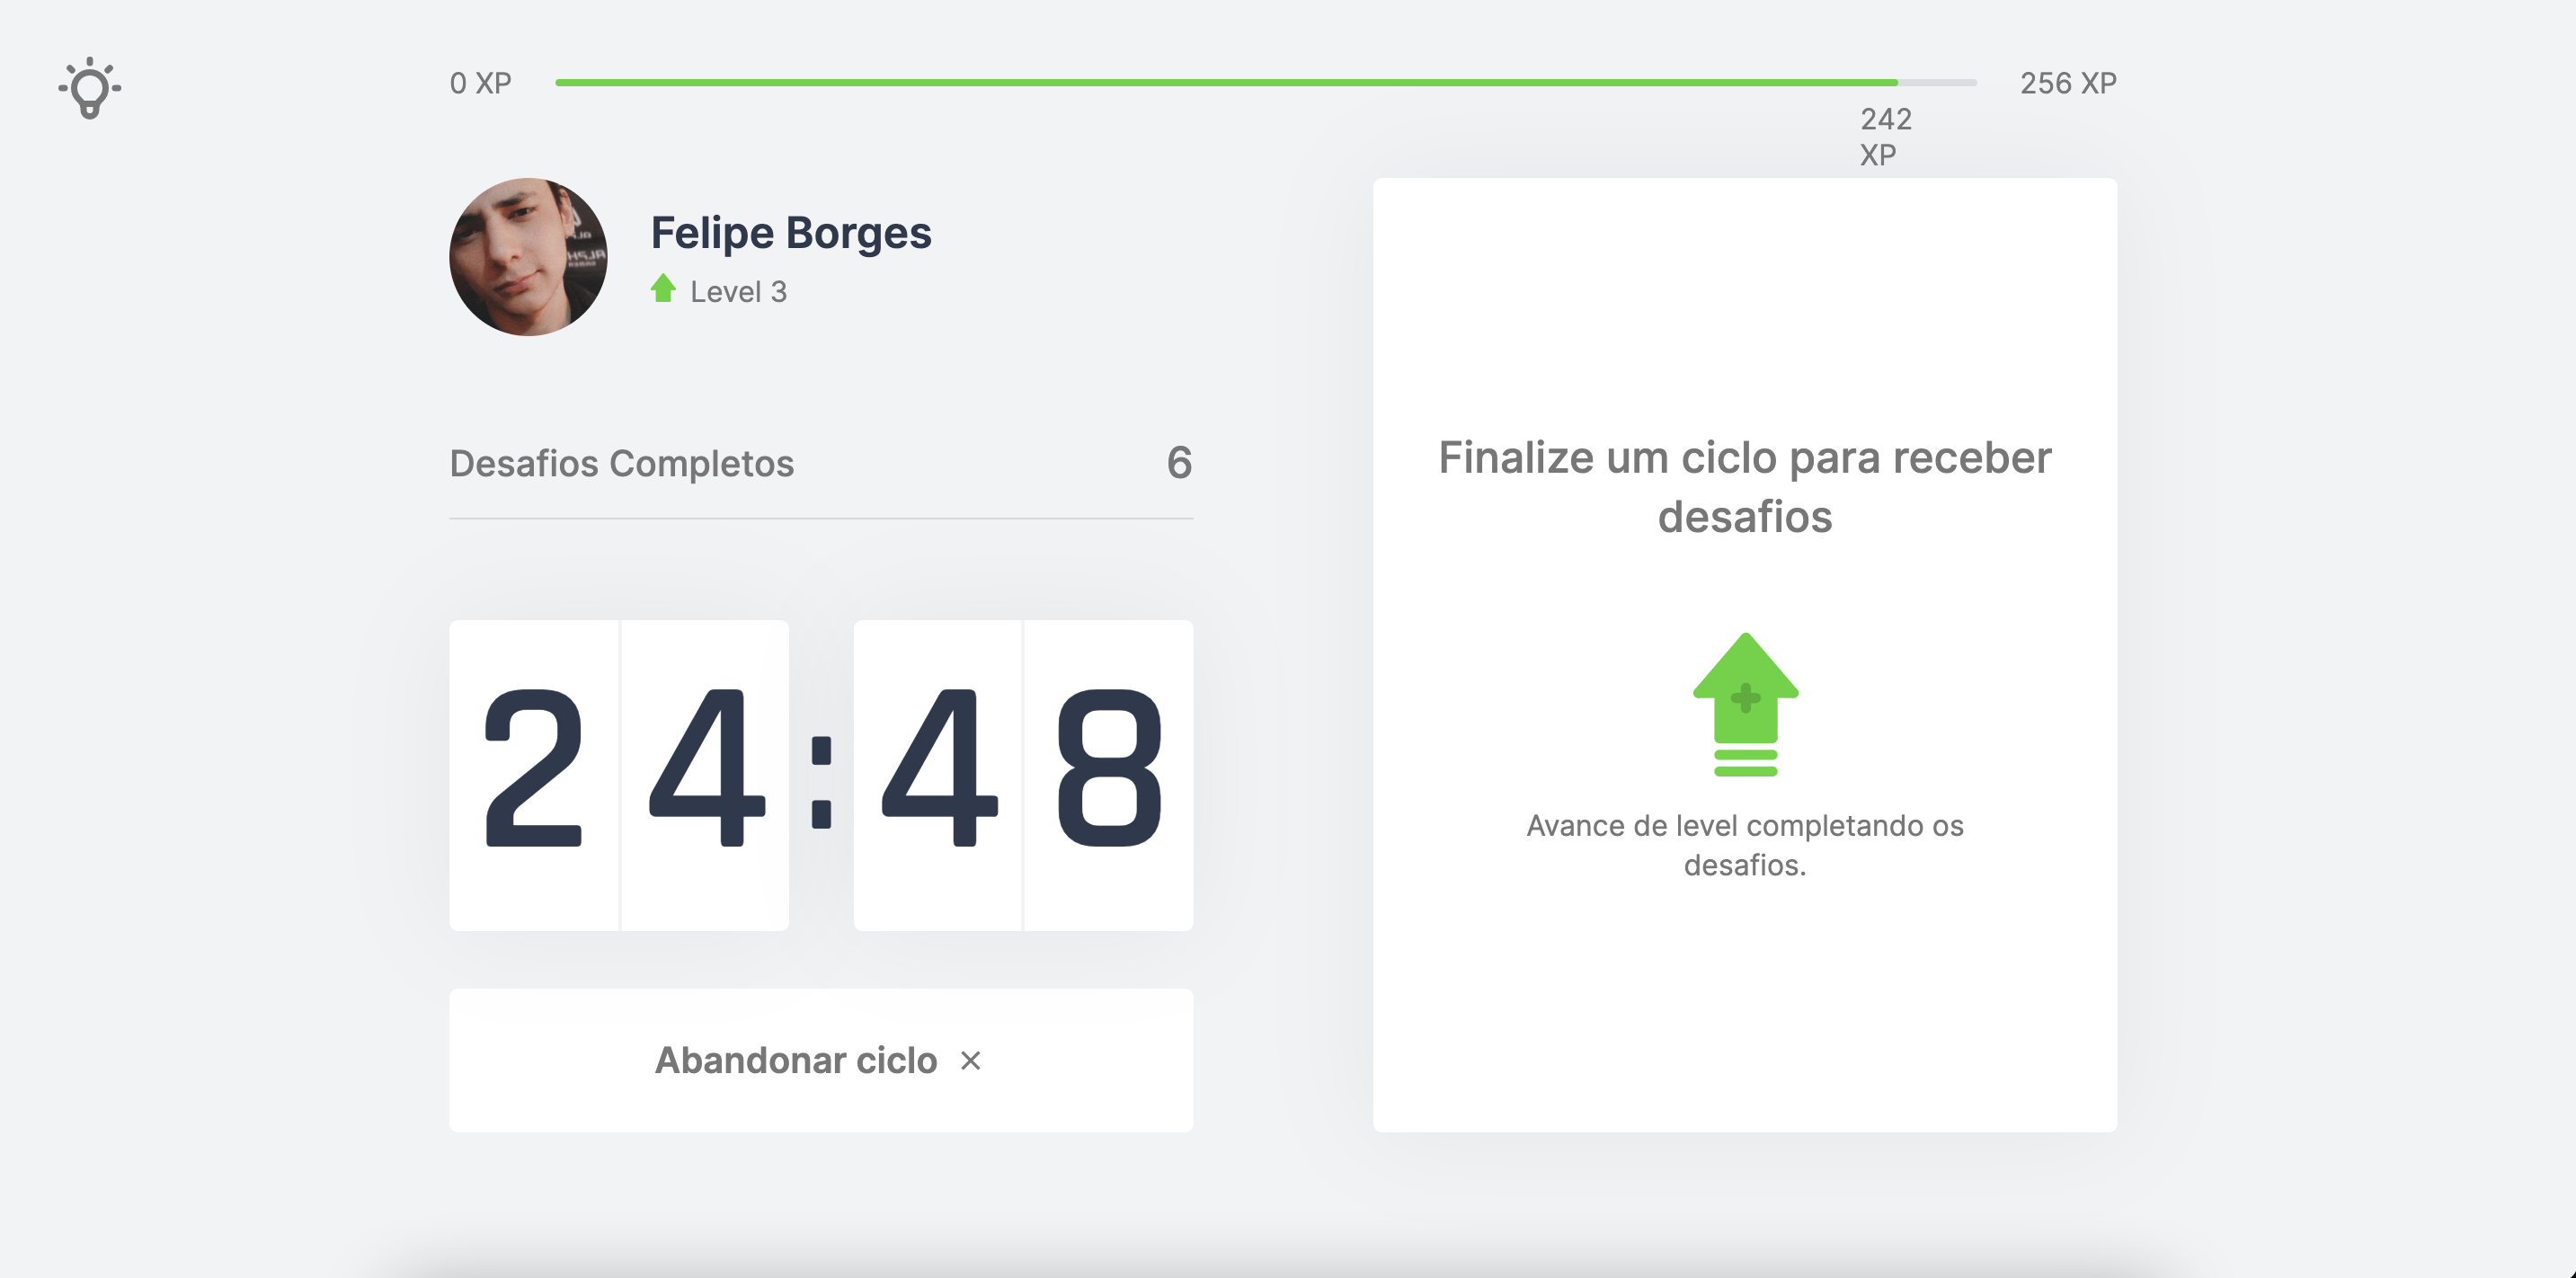 0 XP
256 XP
242
XP
Felipe Borges
Level 3
Desafios Completos
6
24:48
Abandonar ciclo ×
Finalize um ciclo para receber
desafios
Avance de level completando os
desafios.